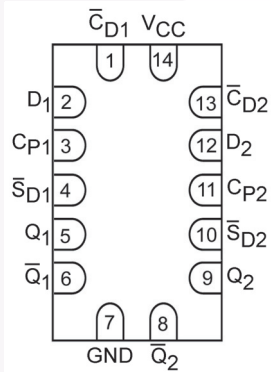 C̅D1 VCC
1 14
D1 2 13 C̅D2
CP1 3 12 D2
S̅D1 4 11 CP2
Q1 5 10 S̅D2
Q̅1 6 9 Q2
7 8
GND Q̅2